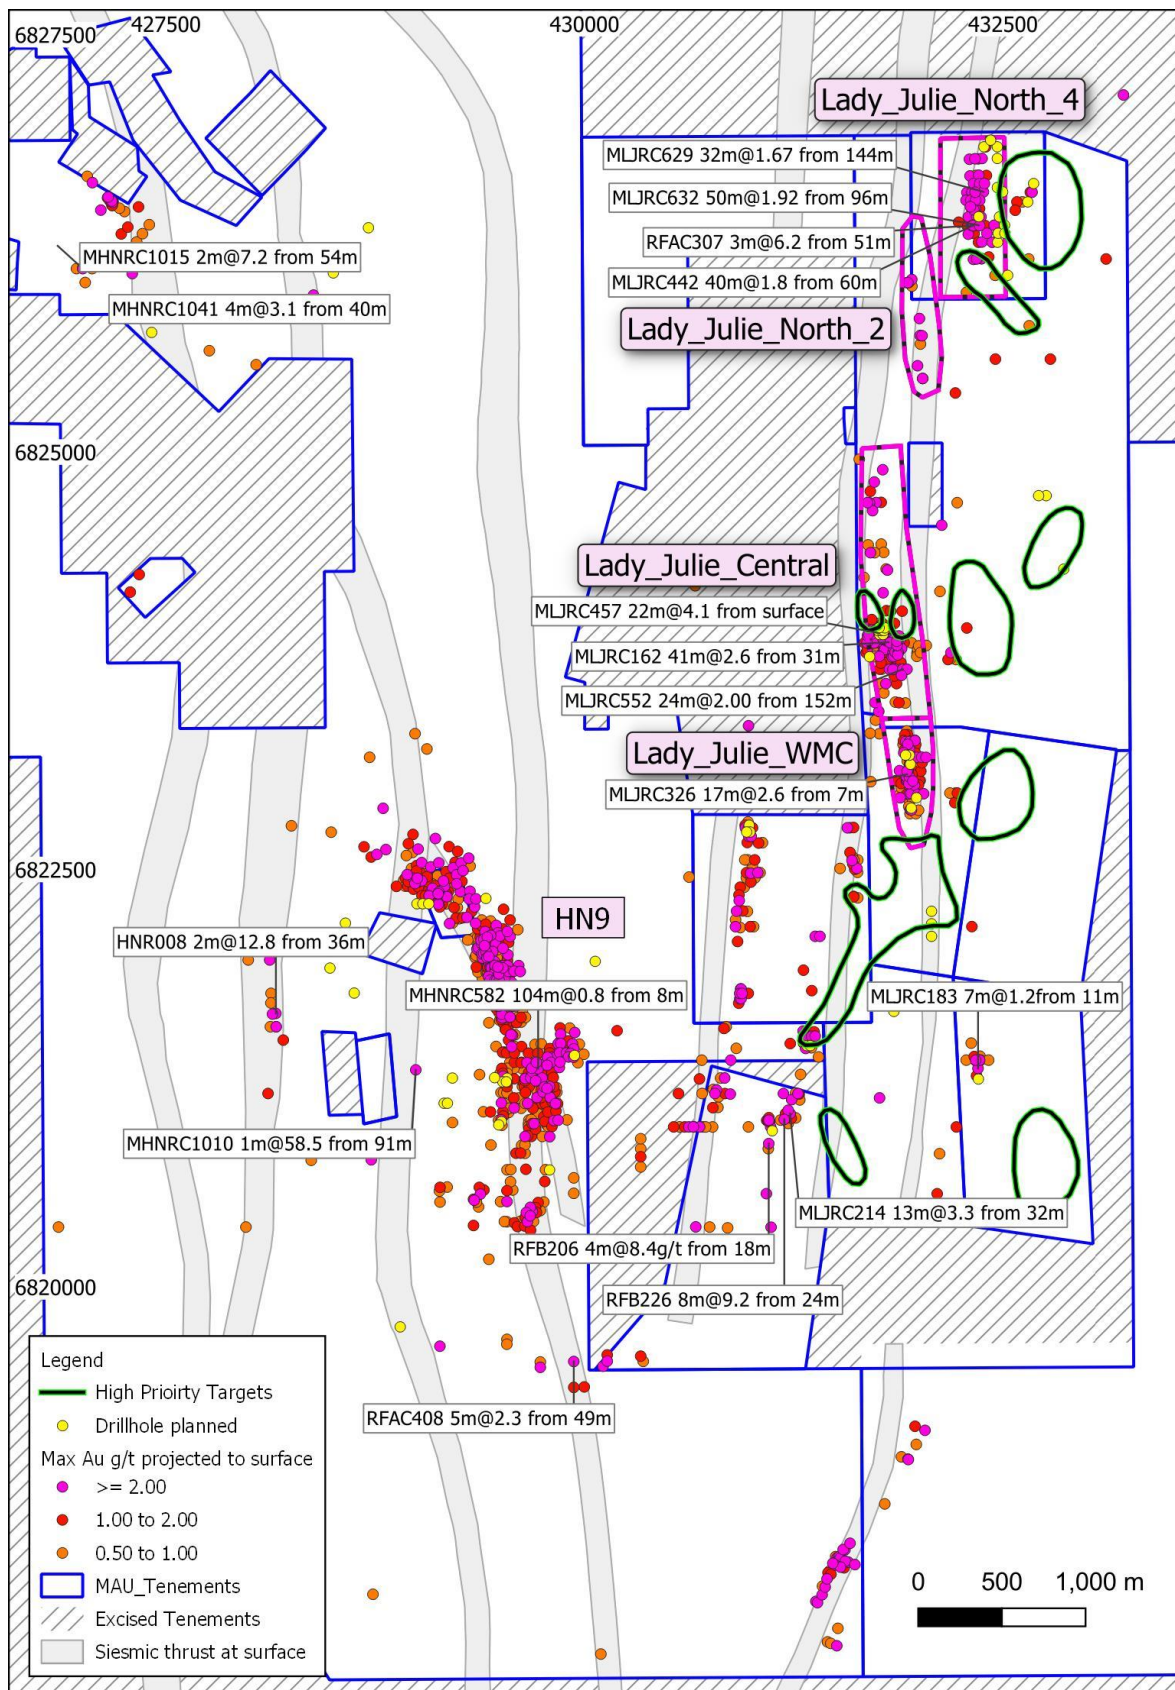 427500
430000
432500
6827500
Lady_Julie_North_4
MLJRC629 32m@1.67 from 144m
MLJRC632 50m@1.92 from 96m
RFAC307 3m@6.2 from 51m
MHNRC1015 2m@7.2 from 54m
MLJRC442 40m@1.8 from 60m
MHNRC1041 4m@3.1 from 40m
Lady_Julie_North_2
6825000
Lady_Julie_Central
MLJRC457 22m@4.1 from surface
MLJRC162 41m@2.6 from 31m
MLJRC552 24m@2.00 from 152m
Lady_Julie_WMC
MLJRC326 17m@2.6 from 7m
6822500
HN9
HNR008 2m@12.8 from 36m
MHNRC582 104m@0.8 from 8m
MLJRC183 7m@1.2from 11m
MHNRC1010 1m@58.5 from 91m
MLJRC214 13m@3.3 from 32m
RFB206 4m@8.4g/t from 18m
6820000
RFB226 8m@9.2 from 24m
RFAC408 5m@2.3 from 49m
Legend
High Prioirty Targets
Drillhole planned
Max Au g/t projected to surface
>= 2.00
1.00 to 2.00
0.50 to 1.00
MAU_Tenements
Excised Tenements
Siesmic thrust at surface
0 500 1,000 m